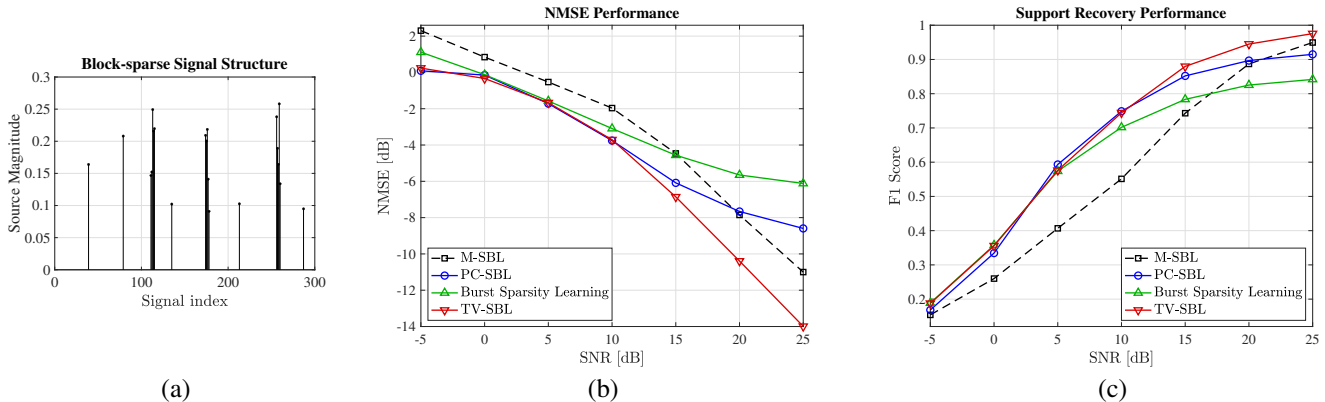 Block-sparse Signal Structure
Source Magnitude
0.3
0.25
0.2
0.15
0.1
0.05
0
0
100
200
300
Signal index
(a)
NMSE Performance
NMSE [dB]
2
0
-2
-4
-6
-8
-10
-12
-14
M-SBL
PC-SBL
Burst Sparsity Learning
TV-SBL
-5
0
5
10
15
20
25
SNR [dB]
(b)
Support Recovery Performance
F1 Score
1
0.9
0.8
0.7
0.6
0.5
0.4
0.3
0.2
M-SBL
PC-SBL
Burst Sparsity Learning
TV-SBL
-5
0
5
10
15
20
25
SNR [dB]
(c)